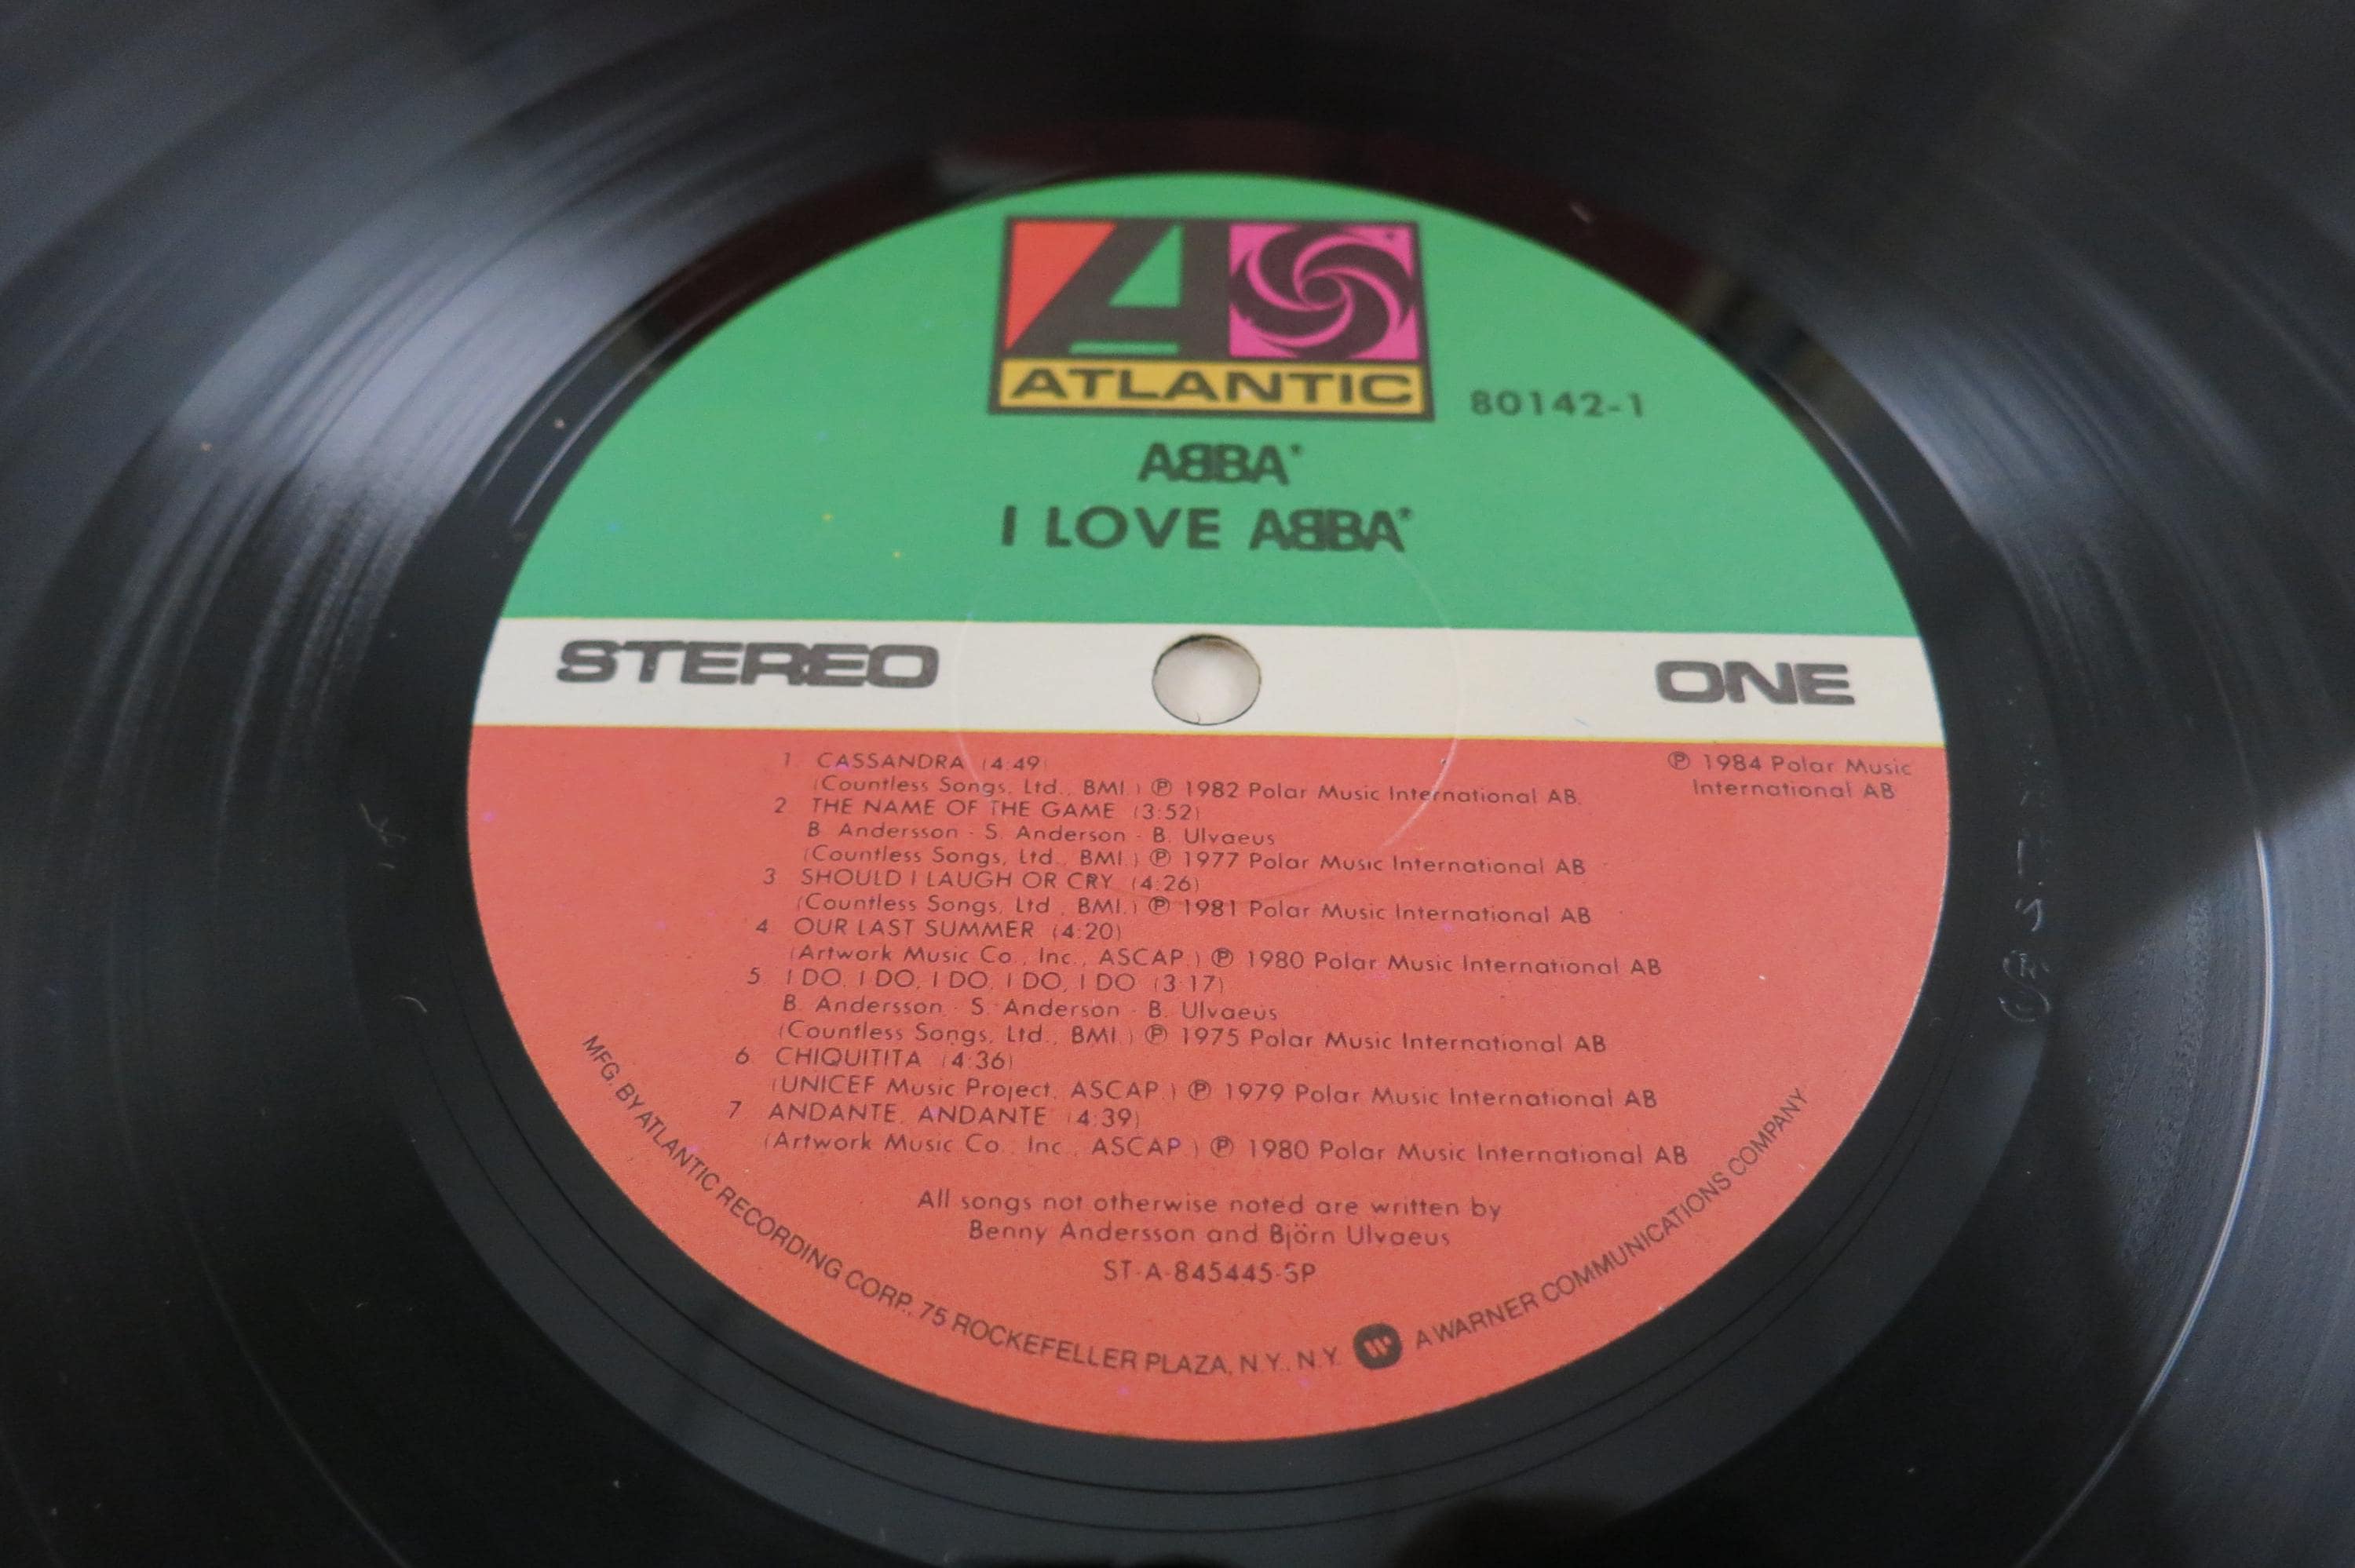 ATLANTIC
80142-1
ABBA*
I LOVE ABBA*
STEREO
ONE
1 CASSANDRA (4:49)
(Countless Songs, Ltd., BMI.) ℗ 1982 Polar Music International AB.
2 THE NAME OF THE GAME (3:52)
B. Andersson - S. Anderson - B. Ulvaeus
(Countless Songs, Ltd., BMI.) ℗ 1977 Polar Music International AB
3 SHOULD I LAUGH OR CRY (4:26)
(Countless Songs, Ltd., BMI.) ℗ 1981 Polar Music International AB
4 OUR LAST SUMMER (4:20)
(Artwork Music Co., Inc., ASCAP.) ℗ 1980 Polar Music International AB
5 I DO, I DO, I DO, I DO, I DO (3:17)
B. Andersson - S. Anderson - B. Ulvaeus
(Countless Songs, Ltd., BMI.) ℗ 1975 Polar Music International AB
6 CHIQUITITA (4:36)
(UNICEF Music Project, ASCAP.) ℗ 1979 Polar Music International AB
7 ANDANTE, ANDANTE (4:39)
(Artwork Music Co., Inc., ASCAP.) ℗ 1980 Polar Music International AB
℗ 1984 Polar Music
International AB
All songs not otherwise noted are written by
Benny Andersson and Björn Ulvaeus
ST-A-845445-SP
MFG. BY ATLANTIC RECORDING CORP., 75 ROCKEFELLER PLAZA, N.Y., N.Y. A WARNER COMMUNICATIONS COMPANY